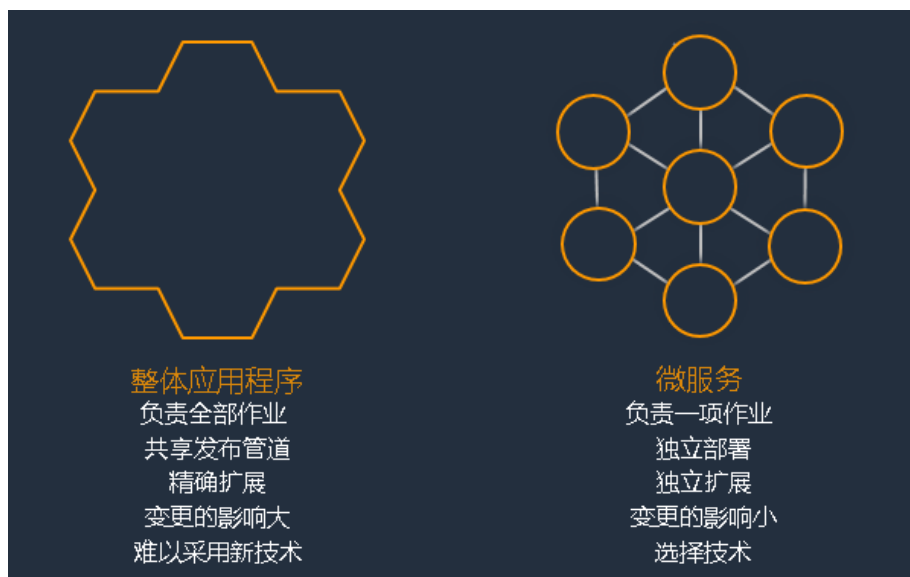 整体应用程序
负责全部作业
共享发布管道
精确扩展
变更的影响大
难以采用新技术
微服务
负责一项作业
独立部署
独立扩展
变更的影响小
选择技术